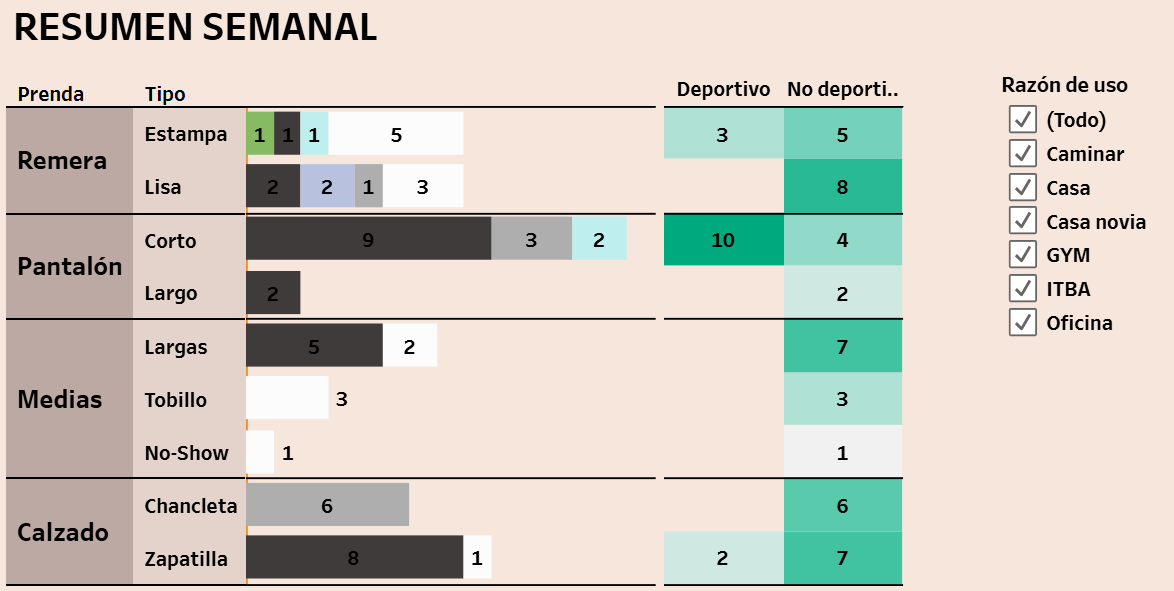 RESUMEN SEMANAL
Prenda Tipo Deportivo No deporti.. Razón de uso
Remera Estampa 1 1 1 5 3 5
Lisa 2 2 1 3 8
Pantalón Corto 9 3 2 10 4
Largo 2 2
Medias Largas 5 2 7
Tobillo 3 3
No-Show 1 1
Calzado Chancleta 6 6
Zapatilla 8 1 2 7
(Todo)
Caminar
Casa
Casa novia
GYM
ITBA
Oficina